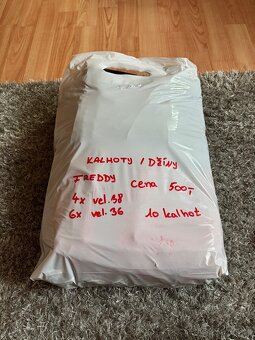 KALHOTY / DŽÍNY
FREDDY cena 500,-
4x vel. 38
6x vel. 36 10 kalhot